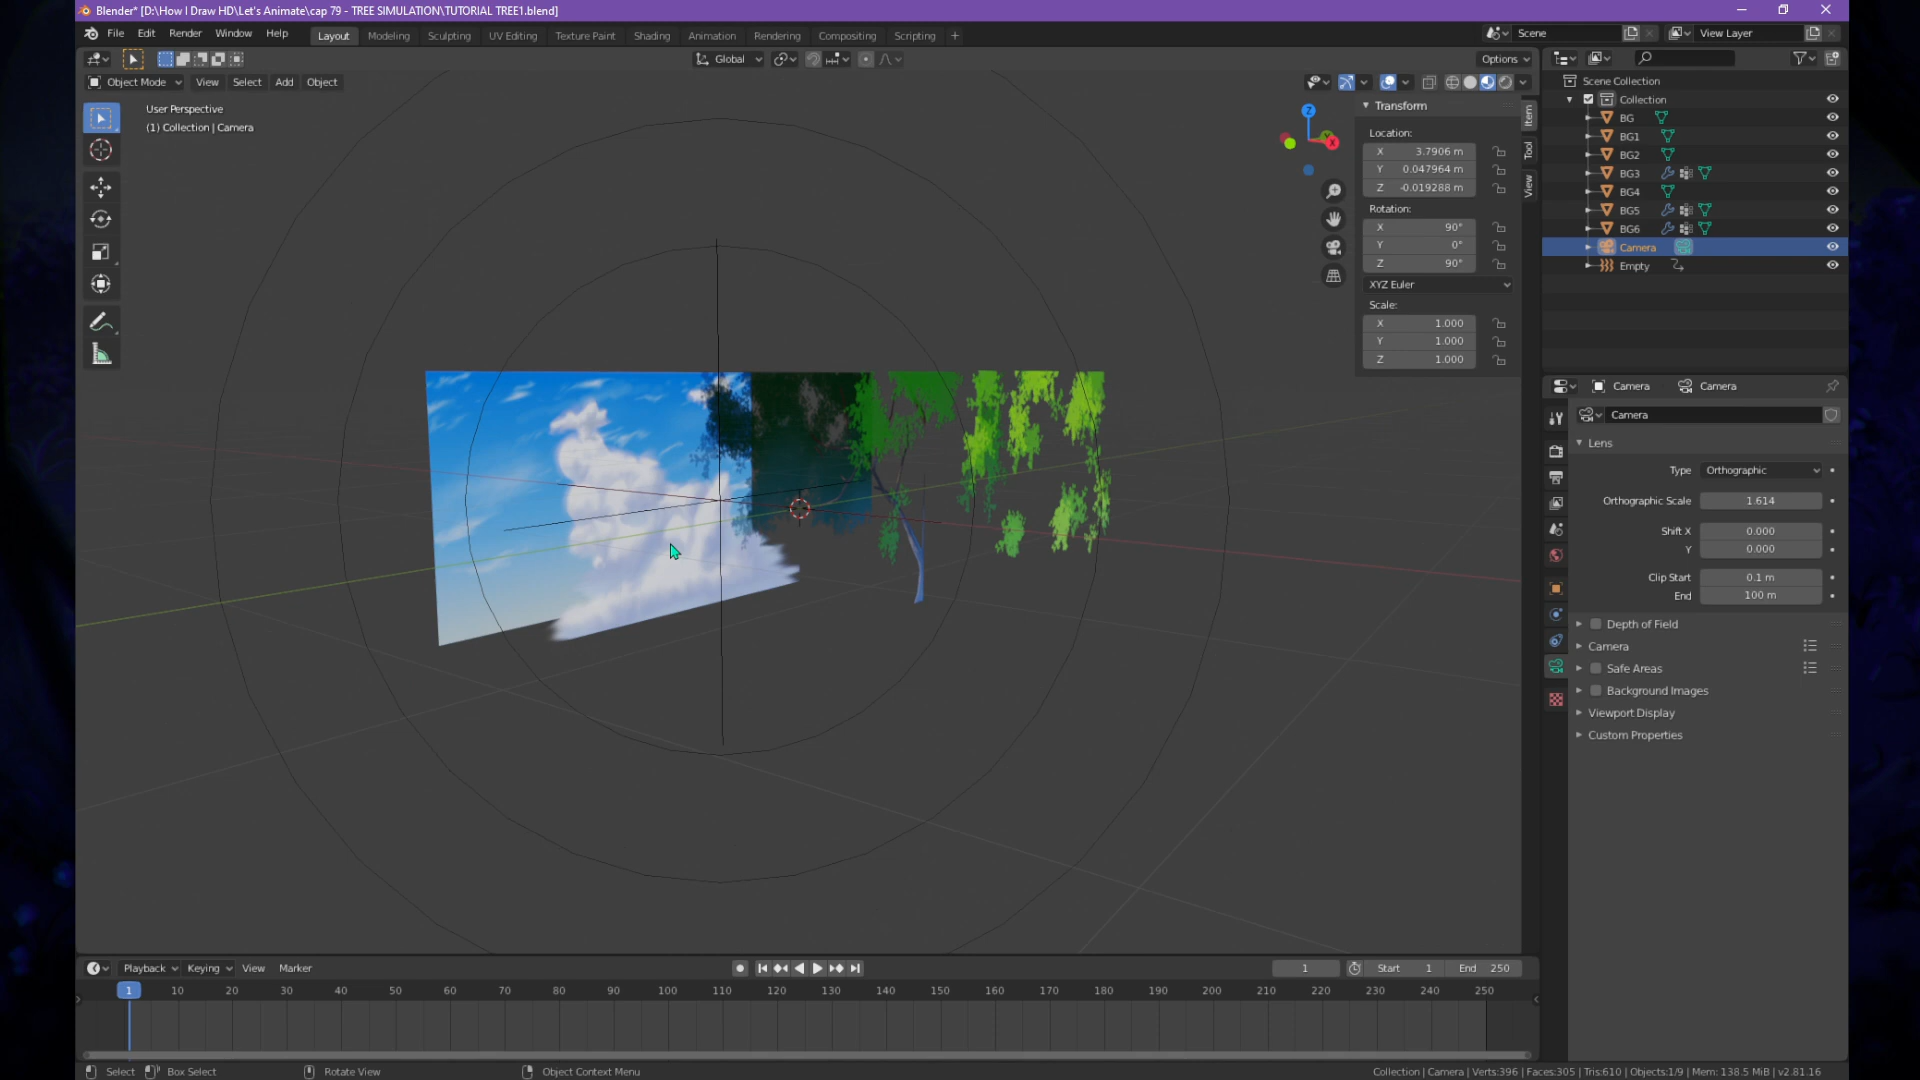 Blender* [D:\How I Draw HD\Let's Animate\cap 79 - TREE SIMULATION\TUTORIAL TREE1.blend]
File Edit Render Window Help Layout Modeling Sculpting UV Editing Texture Paint Shading Animation Rendering Compositing Scripting + Scene View Layer
Global Options
Object Mode View Select Add Object
User Perspective
(1) Collection | Camera
Z
Y
X
Transform
Location:
X 3.7906 m
Y 0.047964 m
Z -0.019288 m
Rotation:
X 90°
Y 0°
Z 90°
XYZ Euler
Scale:
X 1.000
Y 1.000
Z 1.000
Item
Tool
View
Scene Collection
Collection
BG
BG1
BG2
BG3
BG4
BG5
BG6
Camera
Empty
Camera Camera
Camera
Lens
Type Orthographic
Orthographic Scale 1.614
Shift X 0.000
Y 0.000
Clip Start 0.1 m
End 100 m
Depth of Field
Camera
Safe Areas
Background Images
Viewport Display
Custom Properties
Playback Keying View Marker 1 Start 1 End 250
1 10 20 30 40 50 60 70 80 90 100 110 120 130 140 150 160 170 180 190 200 210 220 230 240 250
Select Box Select Rotate View Object Context Menu Collection | Camera | Verts:396 | Faces:305 | Tris:610 | Objects:1/9 | Mem: 138.5 MiB | v2.81.16